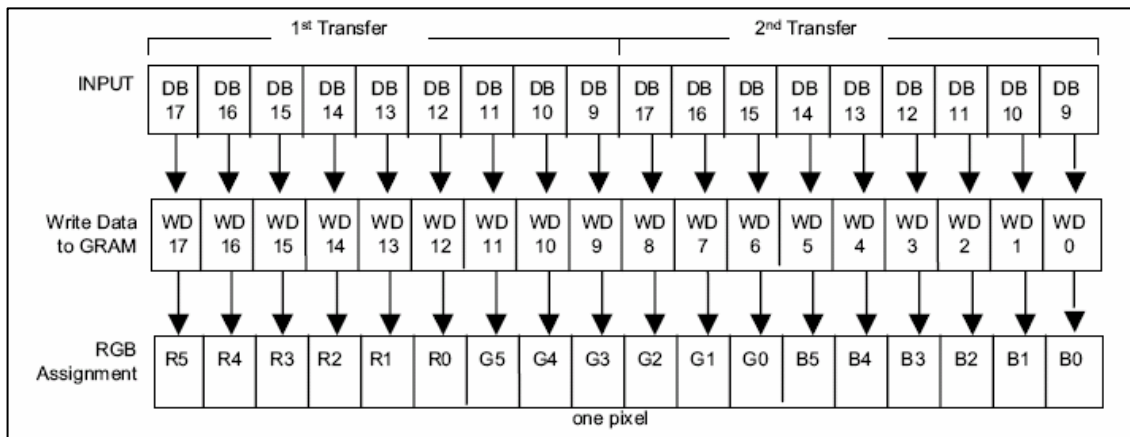 1st Transfer 2nd Transfer
INPUT DB 17 DB 16 DB 15 DB 14 DB 13 DB 12 DB 11 DB 10 DB 9 DB 17 DB 16 DB 15 DB 14 DB 13 DB 12 DB 11 DB 10 DB 9
Write Data to GRAM WD 17 WD 16 WD 15 WD 14 WD 13 WD 12 WD 11 WD 10 WD 9 WD 8 WD 7 WD 6 WD 5 WD 4 WD 3 WD 2 WD 1 WD 0
RGB Assignment R5 R4 R3 R2 R1 R0 G5 G4 G3 G2 G1 G0 B5 B4 B3 B2 B1 B0
one pixel